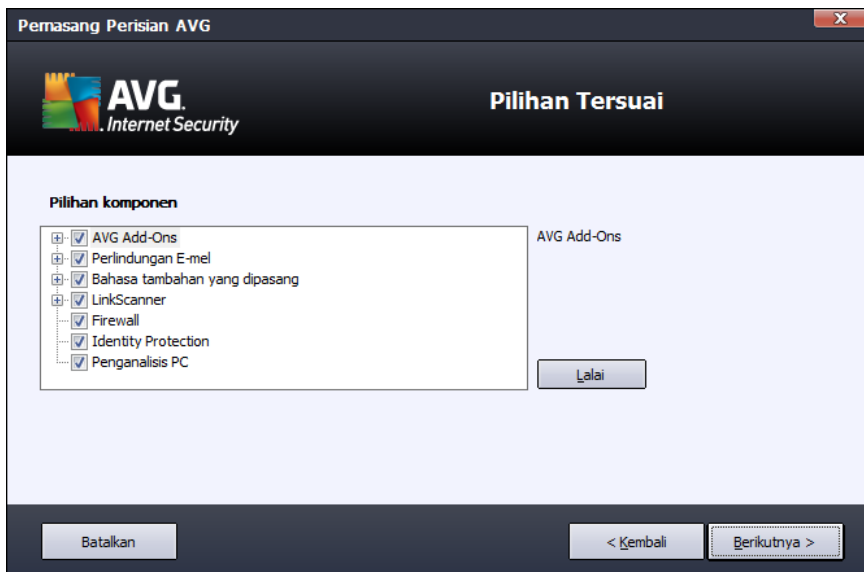 Pemasang Perisian AVG
X
AVG.
Internet Security
Pilihan Tersuai
Pilihan komponen
AVG Add-Ons
Perlindungan E-mel
Bahasa tambahan yang dipasang
LinkScanner
Firewall
Identity Protection
Penganalisis PC
AVG Add-Ons
Lalai
Batalkan
< Kembali
Berikutnya >